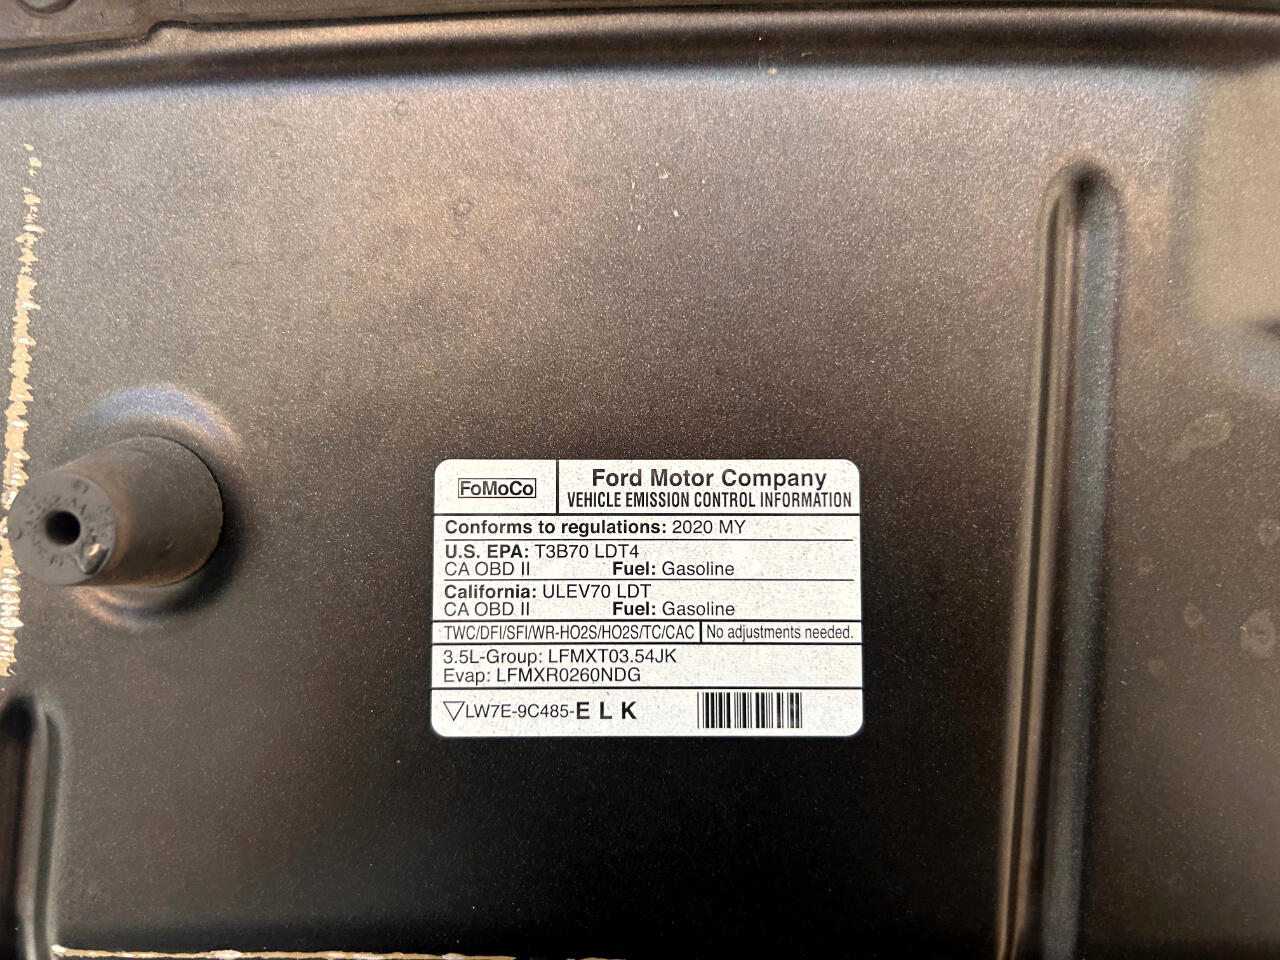 FoMoCo
Ford Motor Company
VEHICLE EMISSION CONTROL INFORMATION
Conforms to regulations: 2020 MY
U.S. EPA: T3B70 LDT4
CA OBD II Fuel: Gasoline
California: ULEV70 LDT
CA OBD II Fuel: Gasoline
TWC/DFI/SFI/WR-HO2S/HO2S/TC/CAC No adjustments needed.
3.5L-Group: LFMXT03.54JK
Evap: LFMXR0260NDG
LW7E-9C485-E L K